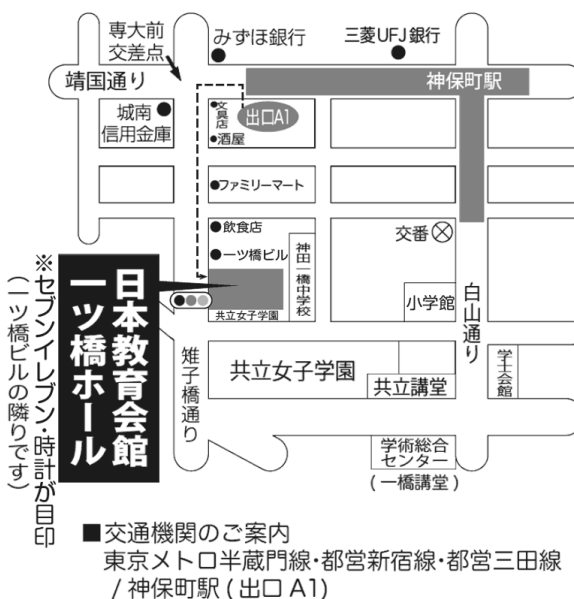 専大前
交差点
みずほ銀行
三菱UFJ銀行
靖国通り
神保町駅
城南
信用金庫
文具店
出口A1
酒屋
ファミリーマート
飲食店
一ツ橋ビル
交番
神田一橋中学校
小学館
白山通り
共立女子学園
日本教育会館
一ツ橋ホール
※セブンイレブン・時計が目印
(一ツ橋ビルの隣りです)
雉子橋通り
共立女子学園
共立講堂
学士会館
学術総合
センター
(一橋講堂)
■交通機関のご案内
東京メトロ半蔵門線・都営新宿線・都営三田線
/ 神保町駅 ( 出口 A1)